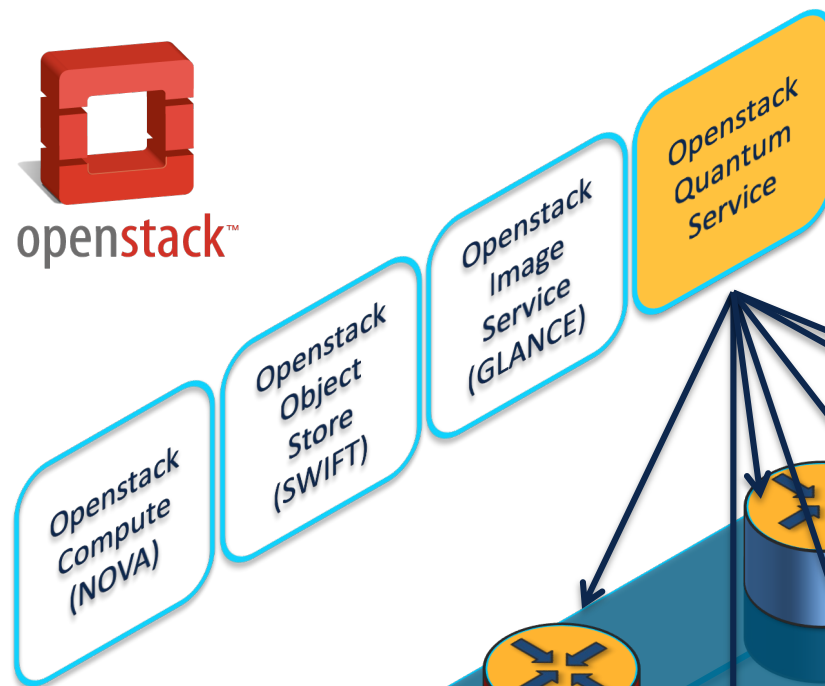 openstack™
Openstack
Quantum
Service
Openstack
Image
Service
(GLANCE)
Openstack
Object
Store
(SWIFT)
Openstack
Compute
(NOVA)